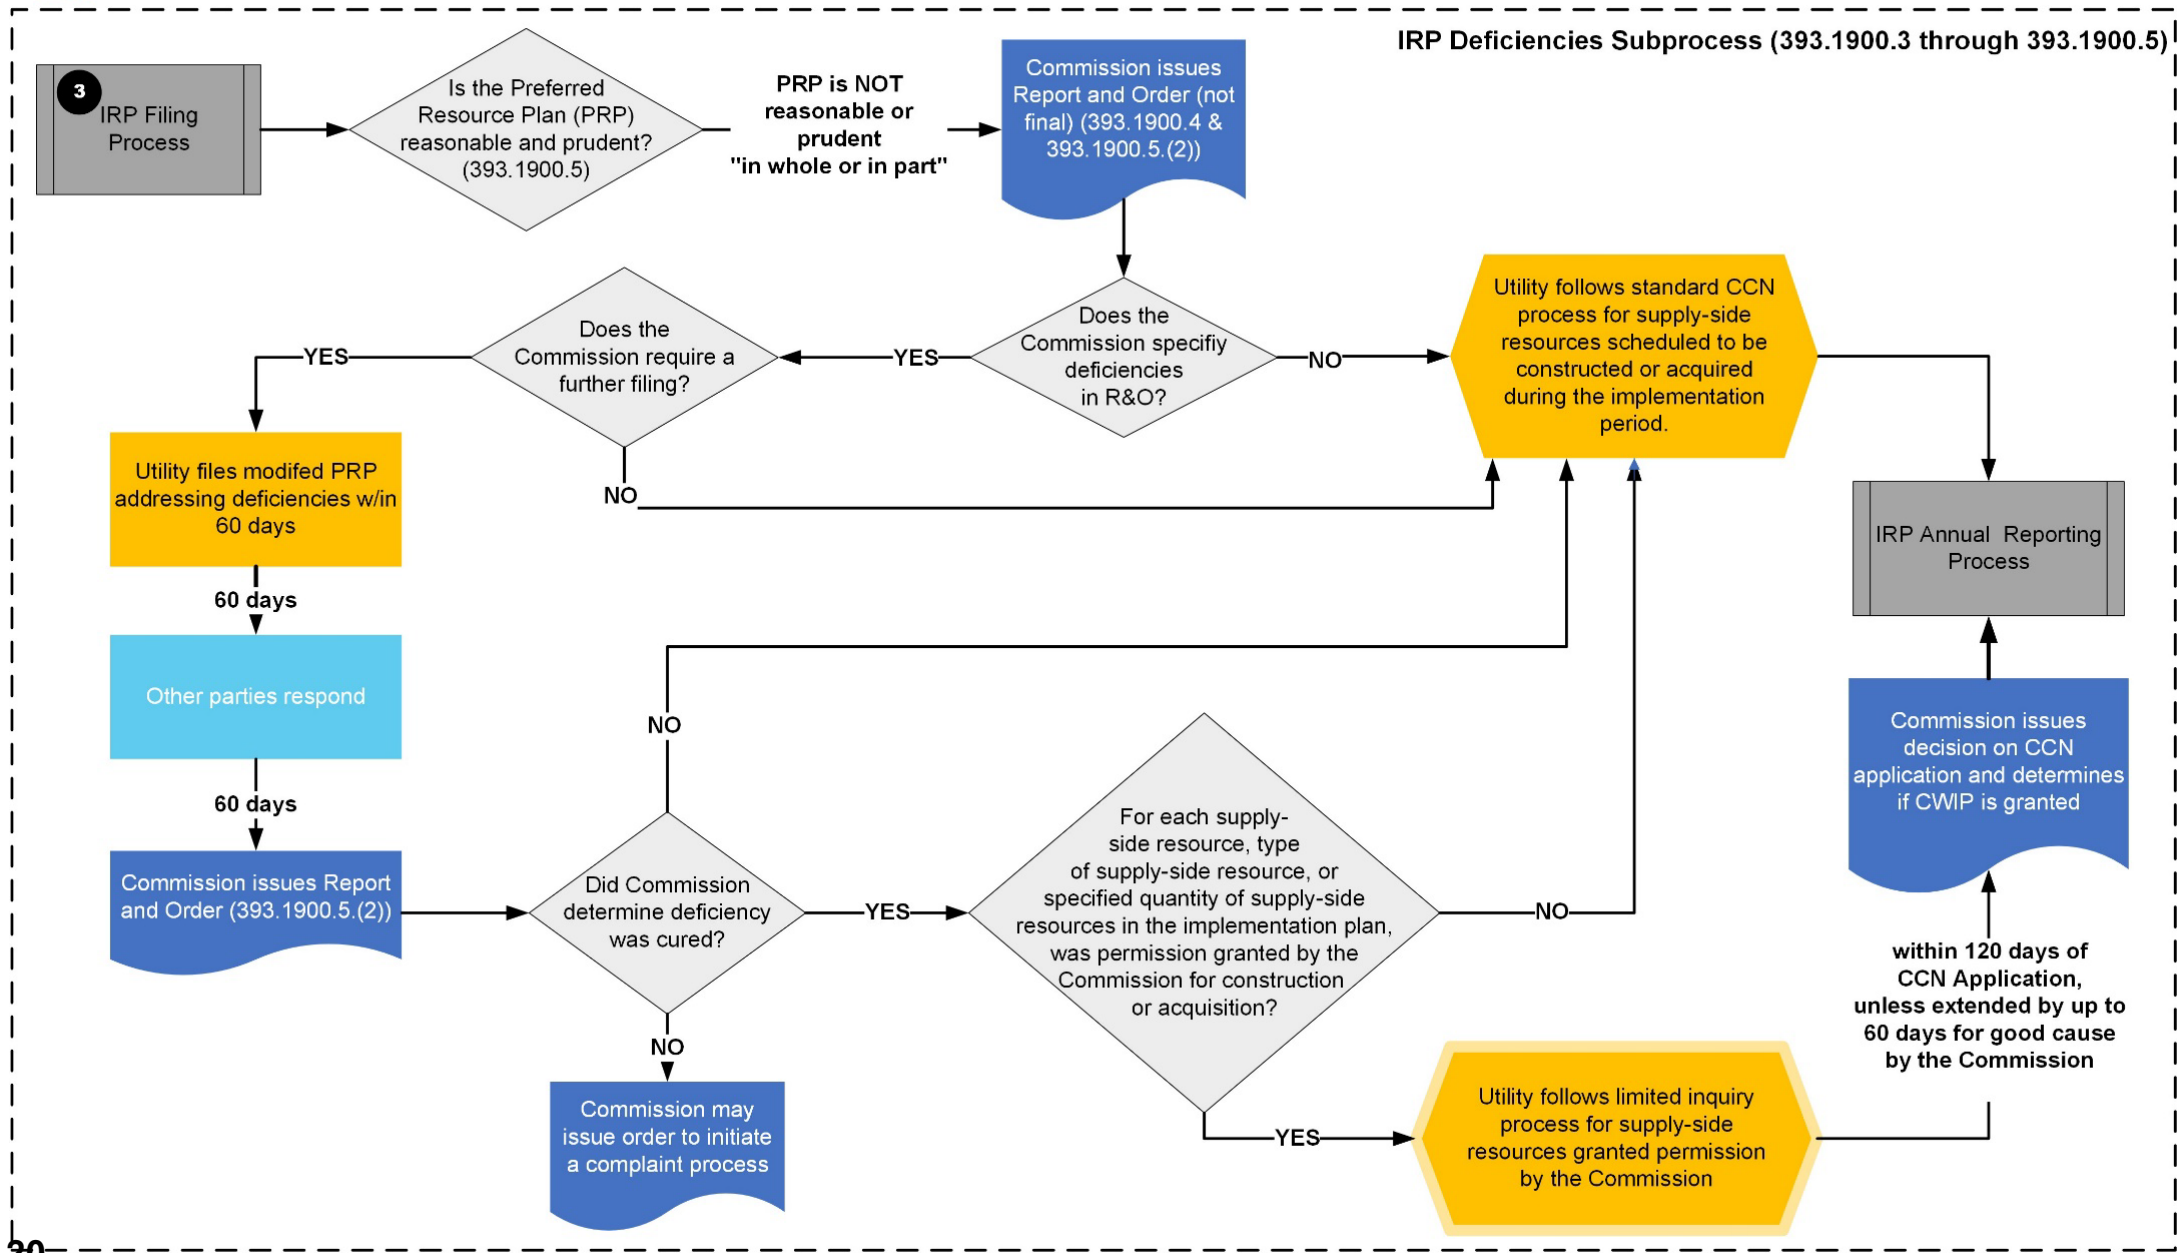 IRP Deficiencies Subprocess (393.1900.3 through 393.1900.5)
3
IRP Filing
Process
Is the Preferred
Resource Plan (PRP)
reasonable and prudent?
(393.1900.5)
PRP is NOT
reasonable or
prudent
"in whole or in part"
Commission issues
Report and Order (not
final) (393.1900.4 &
393.1900.5.(2))
Does the
Commission specifiy
deficiencies
in R&O?
YES
NO
Does the
Commission require a
further filing?
YES
NO
Utility follows standard CCN
process for supply-side
resources scheduled to be
constructed or acquired
during the implementation
period.
Utility files modifed PRP
addressing deficiencies w/in
60 days
60 days
Other parties respond
60 days
Commission issues Report
and Order (393.1900.5.(2))
Did Commission
determine deficiency
was cured?
NO
YES
NO
Commission may
issue order to initiate
a complaint process
For each supply-
side resource, type
of supply-side resource, or
specified quantity of supply-side
resources in the implementation plan,
was permission granted by the
Commission for construction
or acquisition?
NO
YES
Utility follows limited inquiry
process for supply-side
resources granted permission
by the Commission
within 120 days of
CCN Application,
unless extended by up to
60 days for good cause
by the Commission
Commission issues
decision on CCN
application and determines
if CWIP is granted
IRP Annual  Reporting
Process